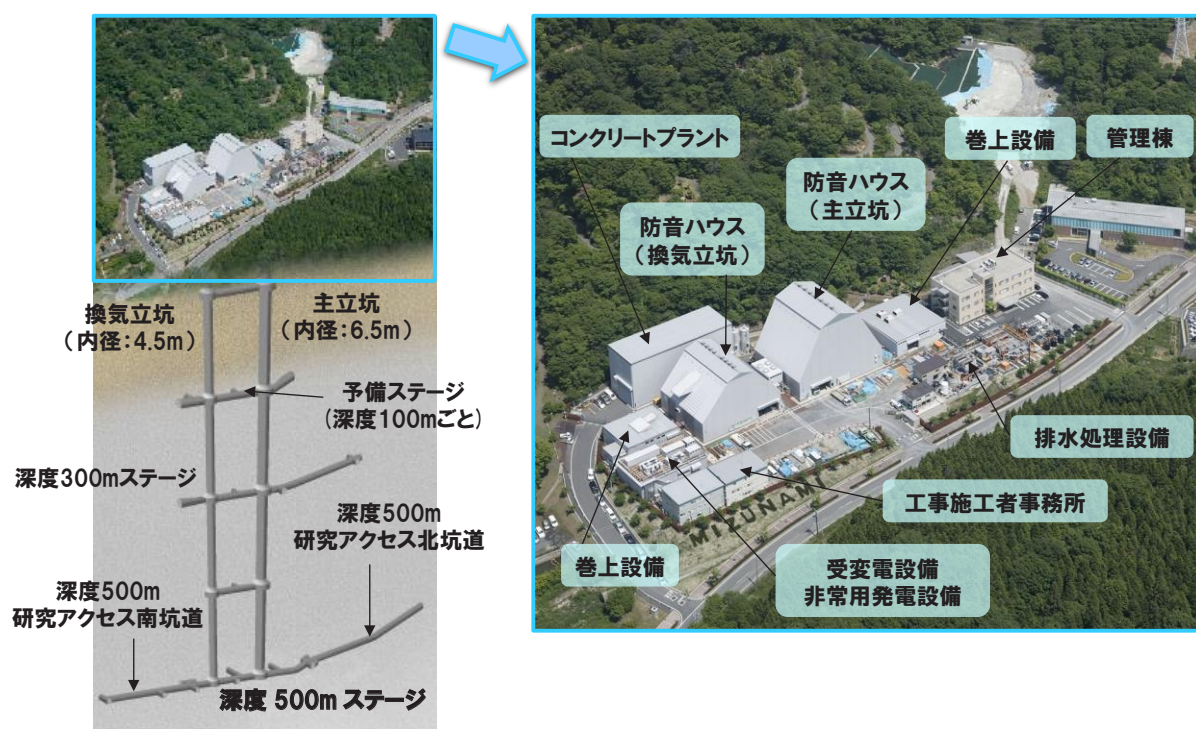 換気立坑
（内径：4.5m）
主立坑
（内径：6.5m）
予備ステージ
（深度100mごと）
深度300mステージ
深度500m
研究アクセス北坑道
深度500m
研究アクセス南坑道
深度 500m ステージ
コンクリートプラント
防音ハウス
（換気立坑）
防音ハウス
（主立坑）
巻上設備
管理棟
排水処理設備
工事施工者事務所
受変電設備
非常用発電設備
巻上設備
MIZUNAMI